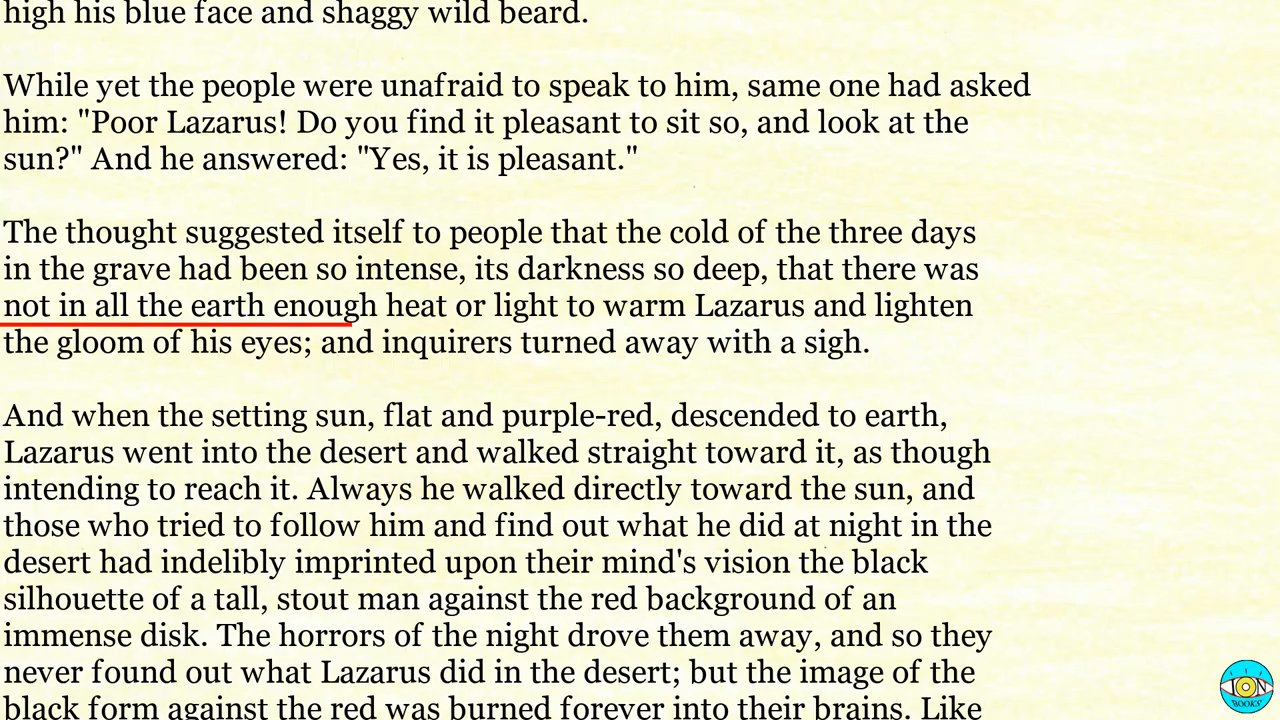 high his blue face and shaggy wild beard.
While yet the people were unafraid to speak to him, same one had asked
him: "Poor Lazarus! Do you find it pleasant to sit so, and look at the
sun?" And he answered: "Yes, it is pleasant."
The thought suggested itself to people that the cold of the three days
in the grave had been so intense, its darkness so deep, that there was
not in all the earth enough heat or light to warm Lazarus and lighten
the gloom of his eyes; and inquirers turned away with a sigh.
And when the setting sun, flat and purple-red, descended to earth,
Lazarus went into the desert and walked straight toward it, as though
intending to reach it. Always he walked directly toward the sun, and
those who tried to follow him and find out what he did at night in the
desert had indelibly imprinted upon their mind's vision the black
silhouette of a tall, stout man against the red background of an
immense disk. The horrors of the night drove them away, and so they
never found out what Lazarus did in the desert; but the image of the
black form against the red was burned forever into their brains. Like
ION
BOOKS